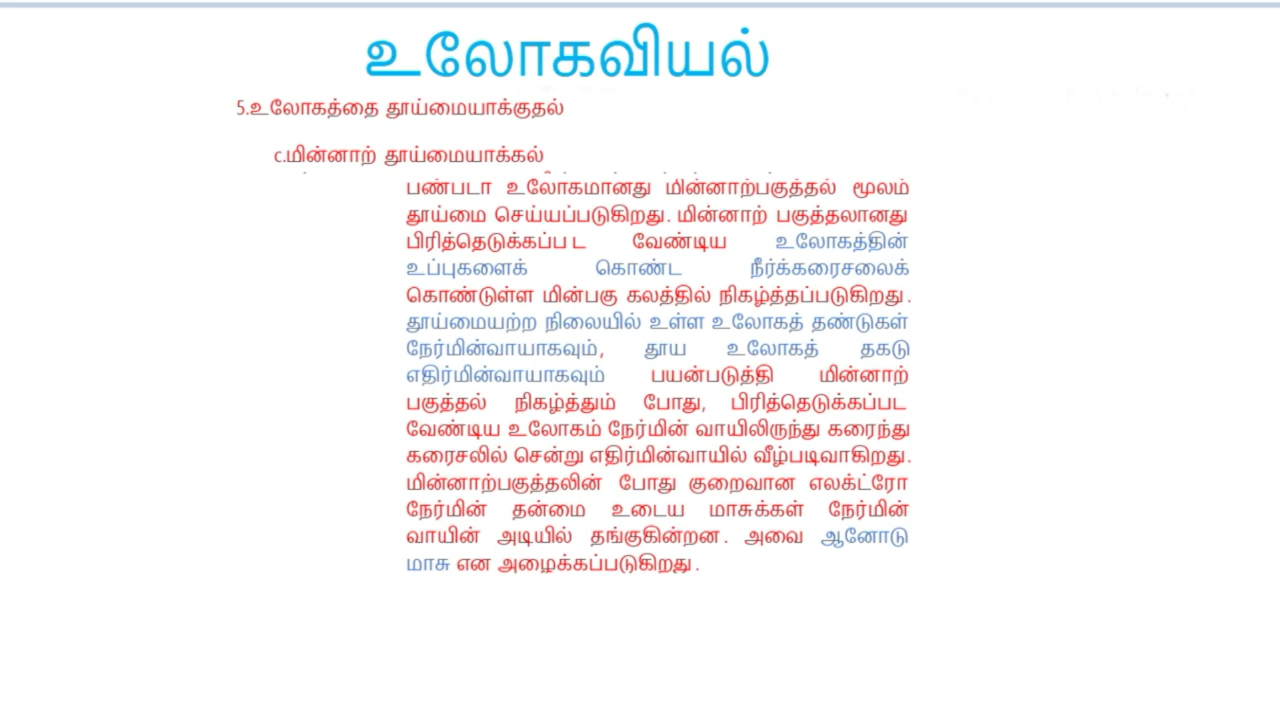 உலோகவியல்
5.உலோகத்தை தூய்மையாக்குதல்
c.மின்னாற் தூய்மையாக்கல்
பண்படா உலோகமானது மின்னாற்பகுத்தல் மூலம்
தூய்மை செய்யப்படுகிறது. மின்னாற் பகுத்தலானது
பிரித்தெடுக்கப்பட வேண்டிய உலோகத்தின்
உப்புகளைக் கொண்ட நீர்க்கரைசலைக்
கொண்டுள்ள மின்பகு கலத்தில் நிகழ்த்தப்படுகிறது.
தூய்மையற்ற நிலையில் உள்ள உலோகத் தண்டுகள்
நேர்மின்வாயாகவும், தூய உலோகத் தகடு
எதிர்மின்வாயாகவும் பயன்படுத்தி மின்னாற்
பகுத்தல் நிகழ்த்தும் போது, பிரித்தெடுக்கப்பட
வேண்டிய உலோகம் நேர்மின் வாயிலிருந்து கரைந்து
கரைசலில் சென்று எதிர்மின்வாயில் வீழ்படிவாகிறது.
மின்னாற்பகுத்தலின் போது குறைவான எலக்ட்ரோ
நேர்மின் தன்மை உடைய மாசுக்கள் நேர்மின்
வாயின் அடியில் தங்குகின்றன. அவை ஆனோடு
மாசு என அழைக்கப்படுகிறது.